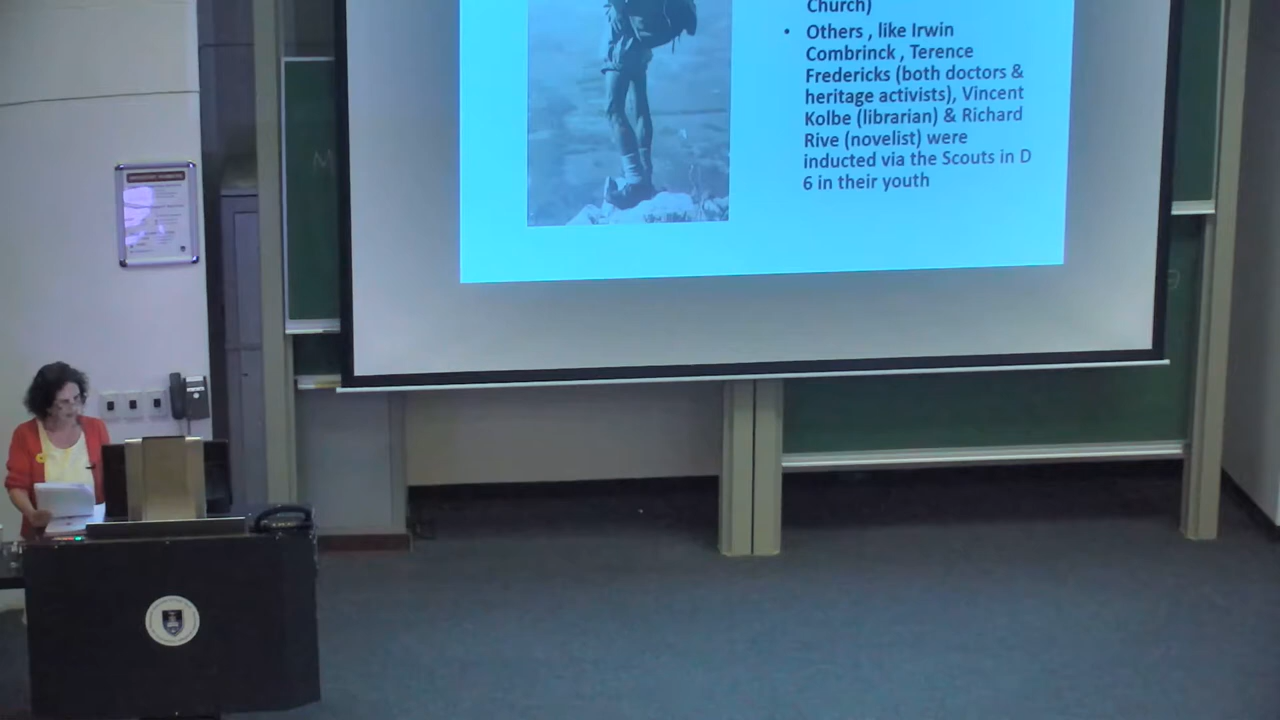 Church)
• Others , like Irwin
Combrinck , Terence
Fredericks (both doctors &
heritage activists), Vincent
Kolbe (librarian) & Richard
Rive (novelist) were
inducted via the Scouts in D
6 in their youth